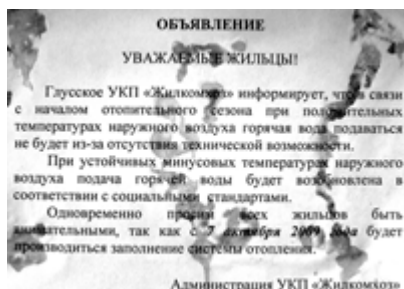 ОБЪЯВЛЕНИЕ
УВАЖАЕМЫЕ ЖИЛЬЦЫ!
Глусское УКП «Жилкомхоз» информирует, что в связи
с началом отопительного сезона при положительных
температурах наружного воздуха горячая вода подаваться
не будет из-за отсутствия технической возможности.
При устойчивых минусовых температурах наружного
воздуха подача горячей воды будет возобновлена в
соответствии с социальными стандартами.
Одновременно просим всех жильцов быть
внимательными, так как с 7 октября 2009 года будет
производиться заполнение системы отопления.
Администрация УКП «Жилкомхоз»